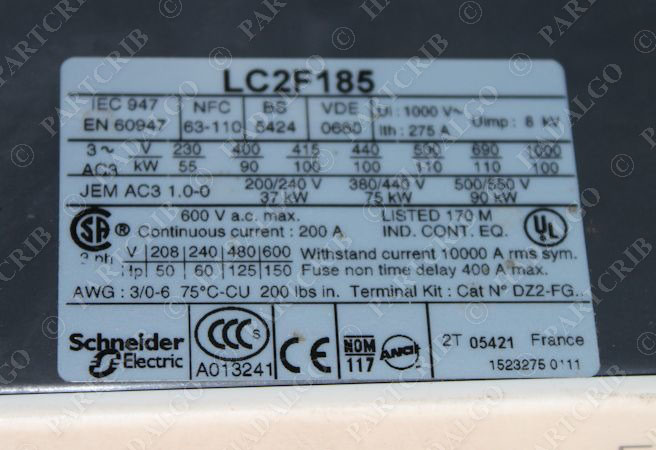 LC2F185
IEC 947 NFC BS VDE Ui : 1000 V~
EN 60947 63-110 5424 0660 Ith : 275 A Uimp : 8 kV
3~ V 230 400 415 440 500 690 1000
AC3 kW 55 90 100 100 110 110 100
JEM AC3 1.0-0 200/240 V 380/440 V 500/550 V
37 kW 75 kW 90 kW
600 V a.c. max. LISTED 170 M
SA ® Continuous current : 200 A IND. CONT. EQ. UL
3 ph V 208 240 480 600 Withstand current 10000 A rms sym.
Hp 50 60 125 150 Fuse non time delay 400 A max.
AWG : 3/0-6 75°C-CU 200 lbs in. Terminal Kit : Cat N° DZ2-FG..
Schneider Electric
CCC S
A013241
CE
NOM
117
ANCE
2T 05421 France
1523275 0111
© PARTCRIB
© HADALGO